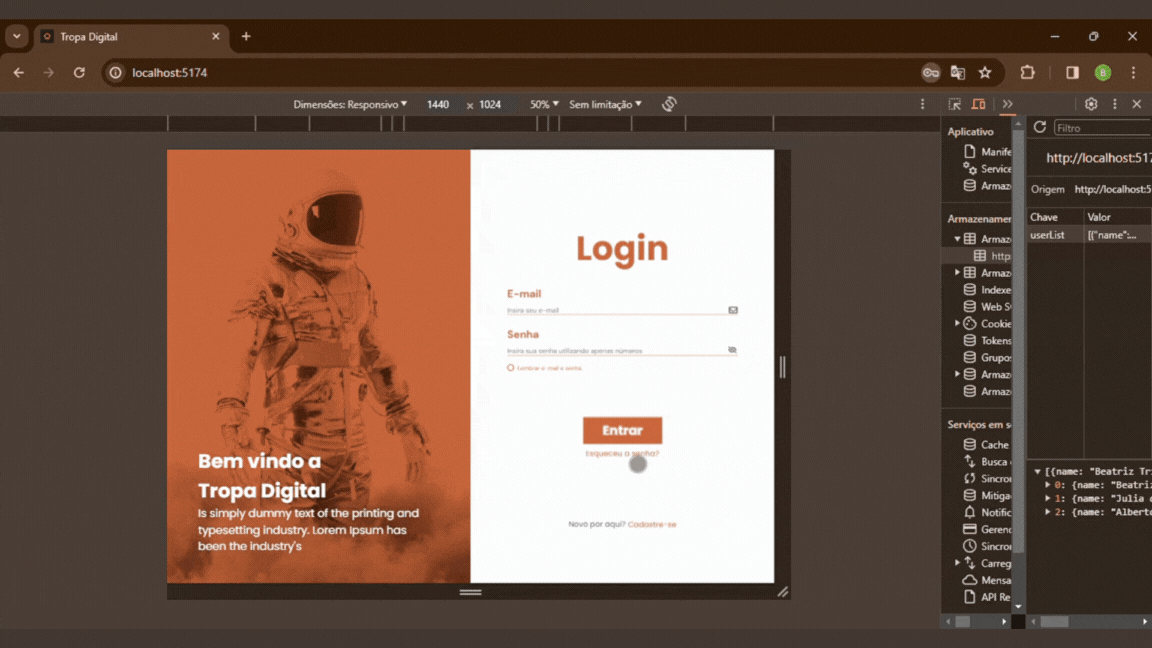 Tropa Digital
localhost:5174
B
Dimensões: Responsivo
1440
x
1024
50%
Sem limitação
Login
E-mail
Insira seu e-mail
Senha
Insira sua senha utilizando apenas números
Lembrar e-mail e senha
Entrar
Esqueceu a senha?
Novo por aqui? Cadastre-se
Bem vindo a
Tropa Digital
Is simply dummy text of the printing and
typesetting industry. Lorem Ipsum has
been the industry's
Aplicativo
Manife
Service
Armaz
Armazename
Armaz
http
Armaz
Indexe
Web S
Cookie
Tokens
Grupo
Armaz
Armaz
Serviços em s
Cache
Busca
Sincro
Mitiga
Notific
Gerenc
Sincro
Carreg
Mensa
API Re
Filtro
http://localhost:517
Origem http://localhost:5
Chave Valor
userList [{"name":...
[{name: "Beatriz Tr
0: {name: "Beatriz
1: {name: "Julia
2: {name: "Alberto